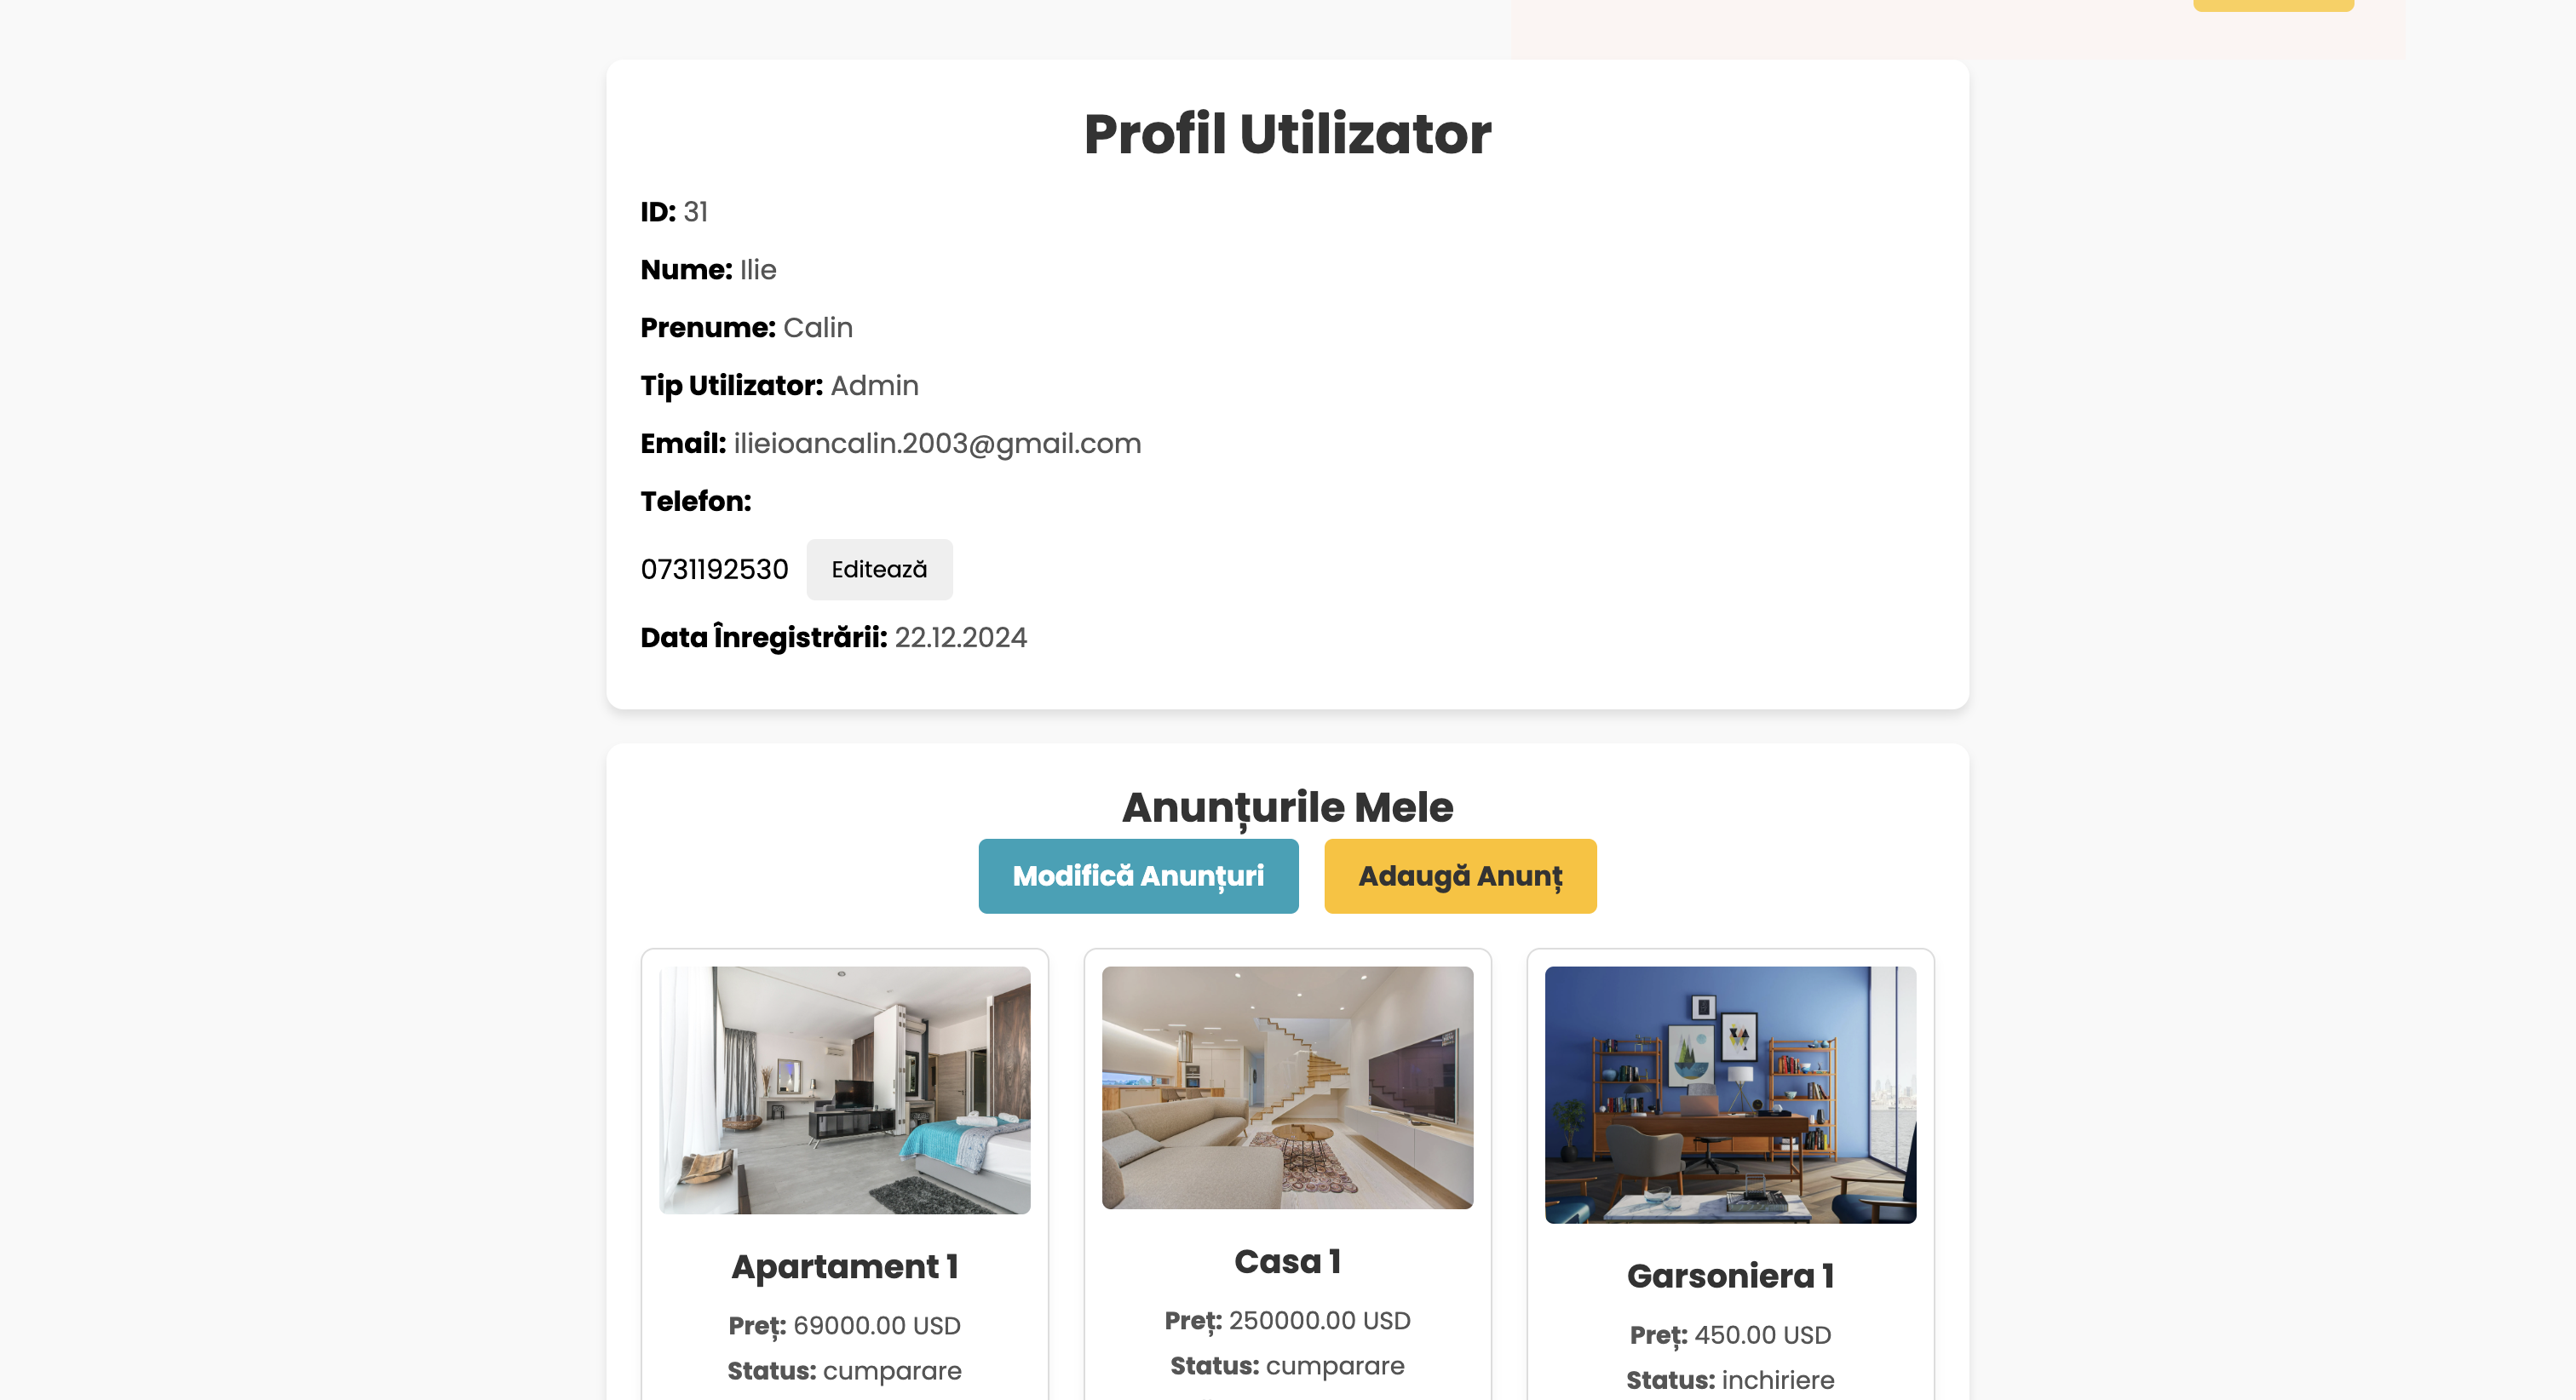 Profil Utilizator
ID: 31
Nume: Ilie
Prenume: Calin
Tip Utilizator: Admin
Email: ilieioancalin.2003@gmail.com
Telefon:
0731192530 Editează
Data Înregistrării: 22.12.2024
Anunțurile Mele
Modifică Anunțuri Adaugă Anunț
Apartament 1
Preț: 69000.00 USD
Status: cumparare
Casa 1
Preț: 250000.00 USD
Status: cumparare
Garsoniera 1
Preț: 450.00 USD
Status: inchiriere